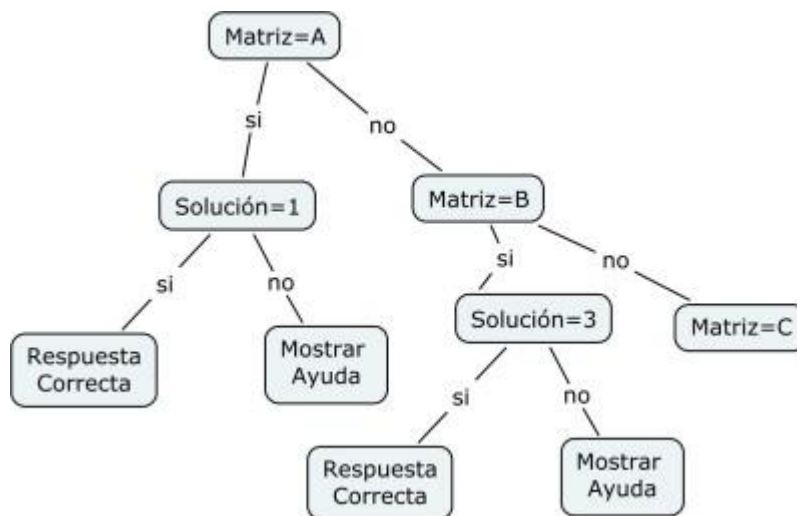 Matriz=A
si
no
Solución=1
Matriz=B
si
no
si
no
Respuesta
Correcta
Mostrar
Ayuda
Solución=3
Matriz=C
si
no
Respuesta
Correcta
Mostrar
Ayuda